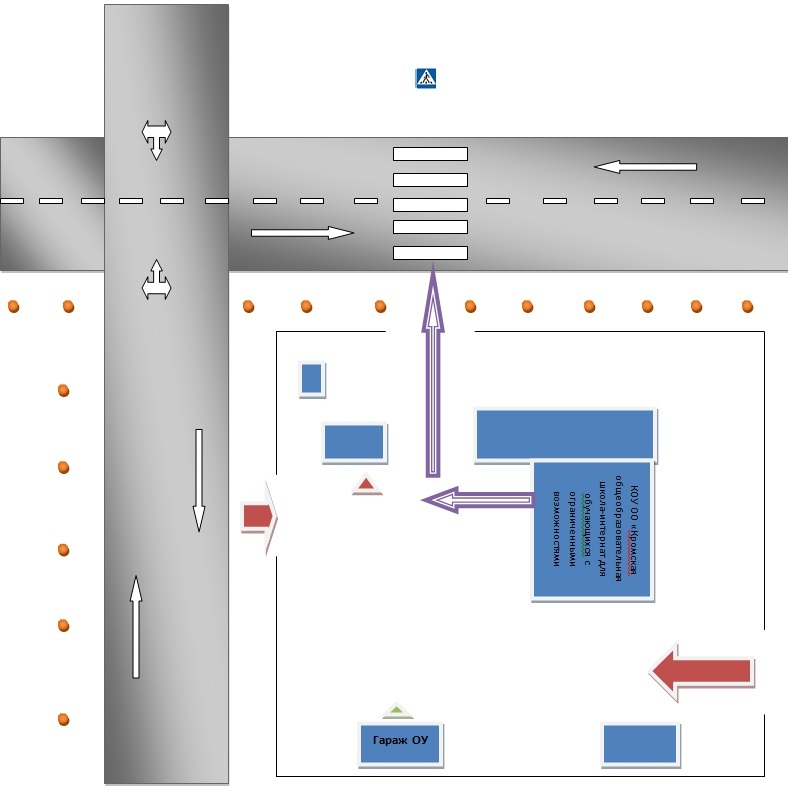 КОУ ОО «Кромская
общеобразовательная
школа-интернат для
обучающихся с
ограниченными
возможностями
Гараж ОУ